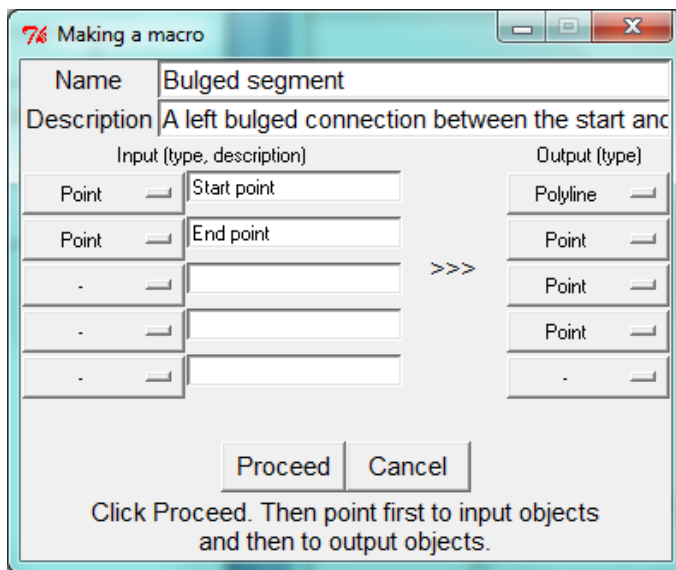 Making a macro
Name Bulged segment
Description A left bulged connection between the start and
Input (type, description) Output (type)
Point Start point Polyline
Point End point Point
>>>
- Point
- Point
- -
Proceed Cancel
Click Proceed. Then point first to input objects
and then to output objects.